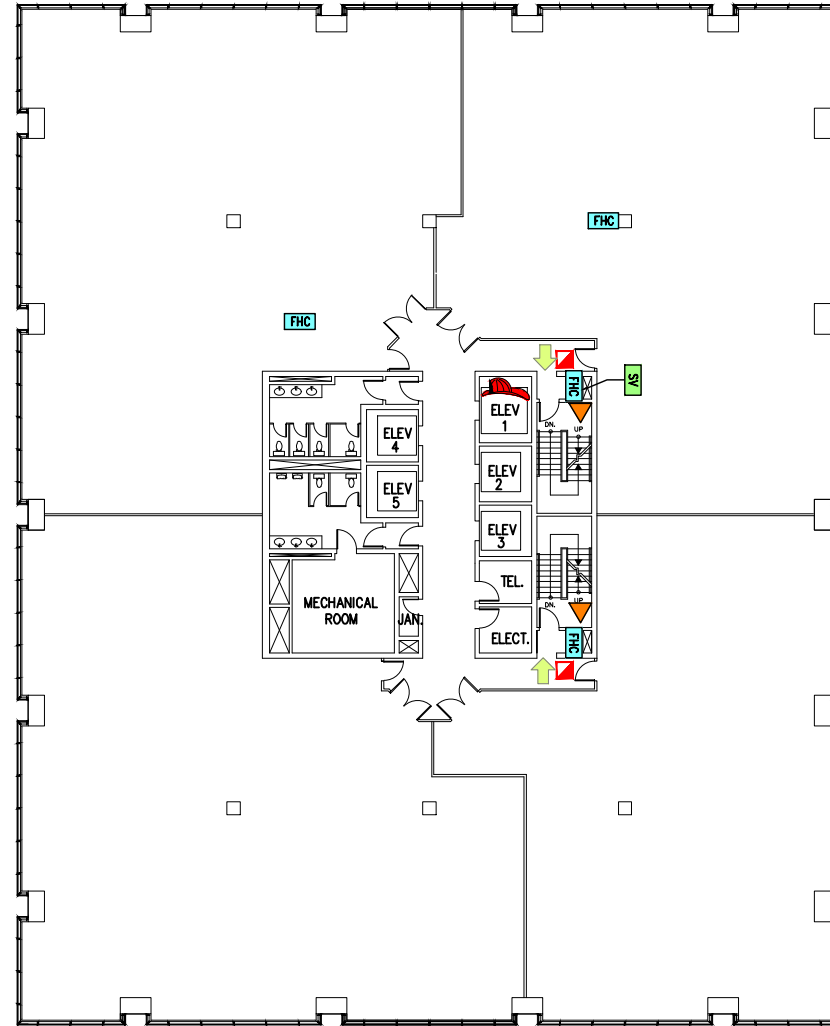 FHC
FHC
FHC
SV
ELEV
1
DN.
UP
ELEV
4
ELEV
2
ELEV
5
ELEV
3
TEL.
MECHANICAL
ROOM
DN.
UP
JAN.
ELECT.
FHC